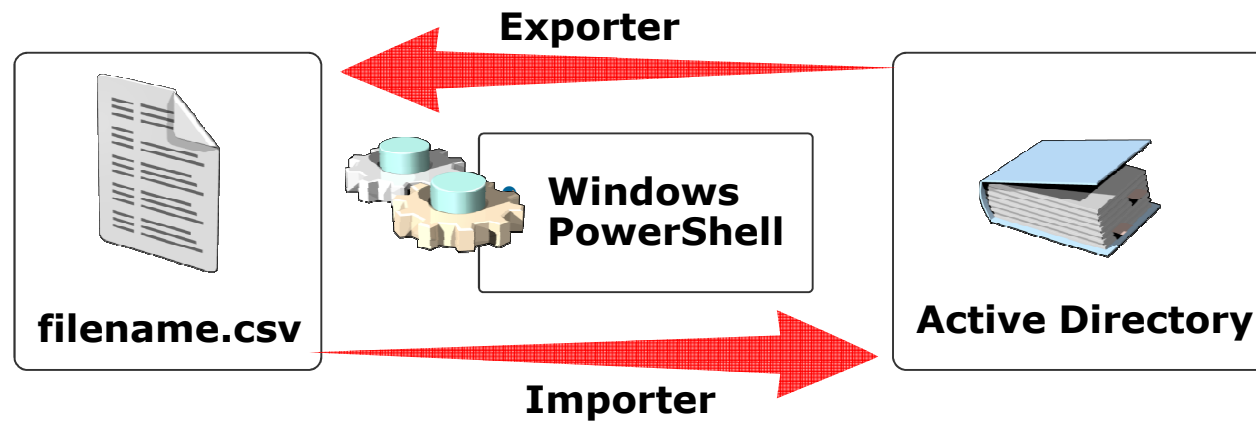 Exporter
Windows
PowerShell
filename.csv
Active Directory
Importer